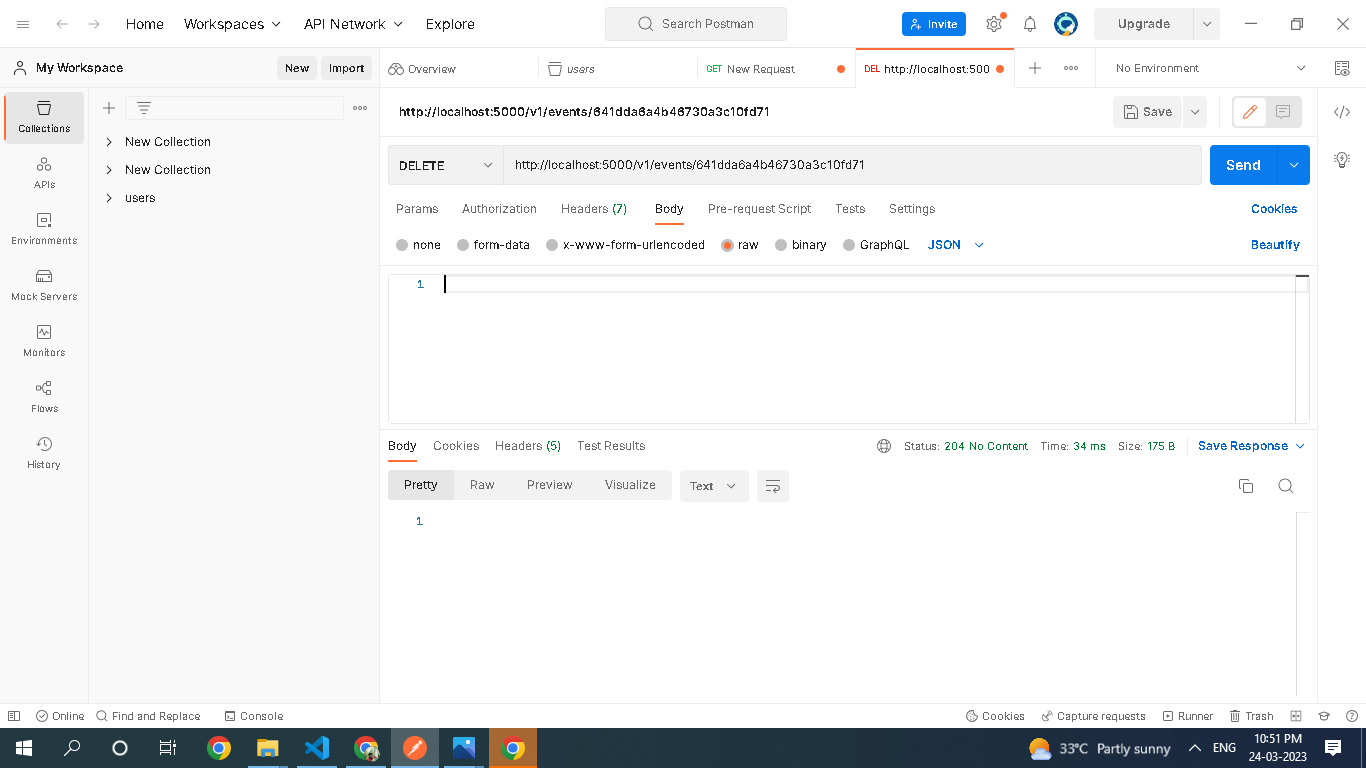 Home Workspaces API Network Explore Search Postman Invite Upgrade
My Workspace New Import Overview users GET New Request DEL http://localhost:500 No Environment
http://localhost:5000/v1/events/641dda6a4b46730a3c10fd71 Save
Collections
New Collection
New Collection
users
APIs
Environments
Mock Servers
Monitors
Flows
History
DELETE http://localhost:5000/v1/events/641dda6a4b46730a3c10fd71 Send
Params Authorization Headers (7) Body Pre-request Script Tests Settings Cookies
none form-data x-www-form-urlencoded raw binary GraphQL JSON Beautify
1
Body Cookies Headers (5) Test Results Status: 204 No Content Time: 34 ms Size: 175 B Save Response
Pretty Raw Preview Visualize Text
1
Online Find and Replace Console Cookies Capture requests Runner Trash
33°C Partly sunny ENG 10:51 PM
24-03-2023